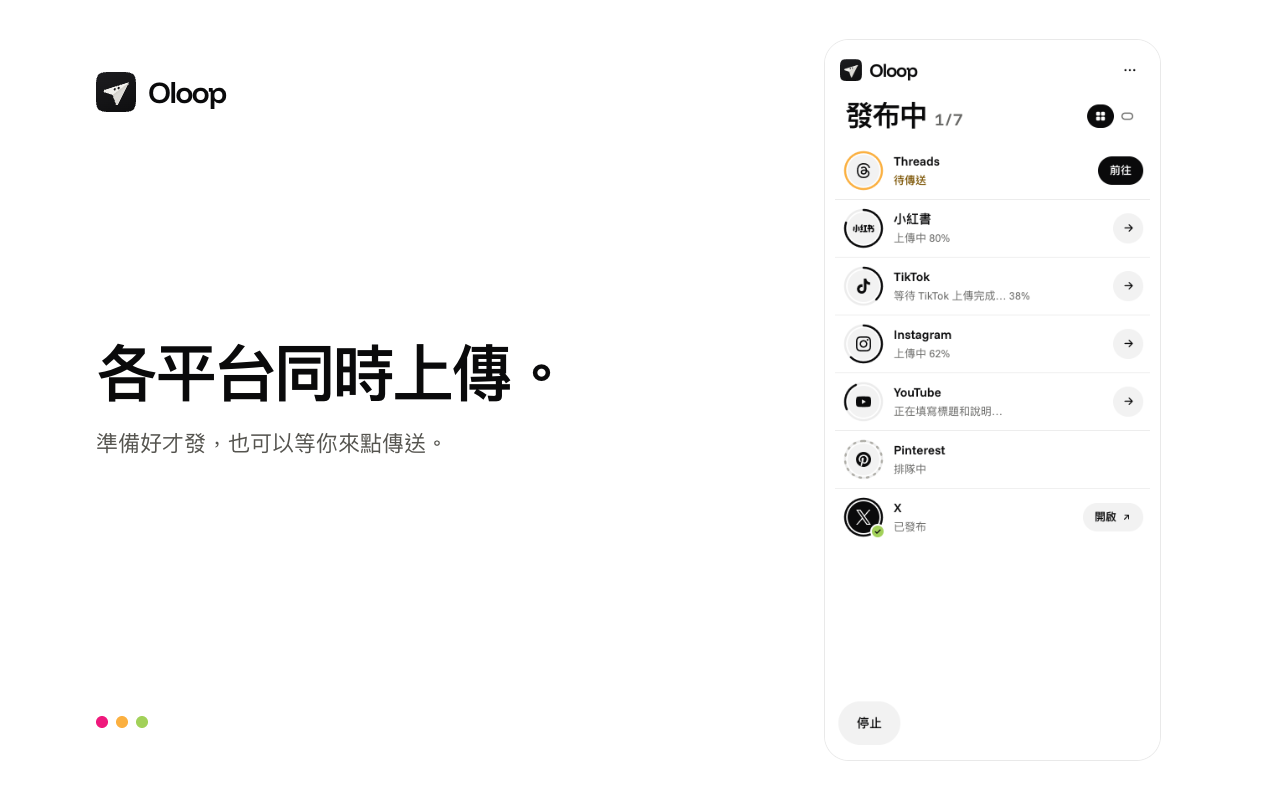 Oloop
各平台同時上傳。
準備好才發，也可以等你來點傳送。
Oloop
發布中 1/7
Threads
待傳送
前往
小紅書
小红书
上傳中 80%
TikTok
等待 TikTok 上傳完成... 38%
Instagram
上傳中 62%
YouTube
正在填寫標題和說明...
Pinterest
排隊中
X
已發布
開啟
停止